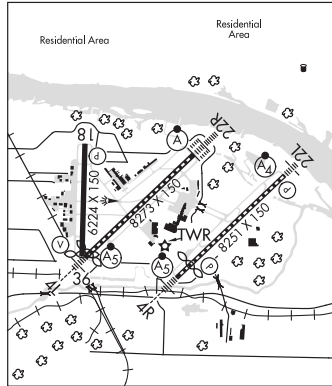 Residential Area
Residential
Area
18
6224 X 150
36
P
V
A
22R
8273 X 150
4L
A5
A4
22L
8251 X 150
4R
P
P
A5
TWR